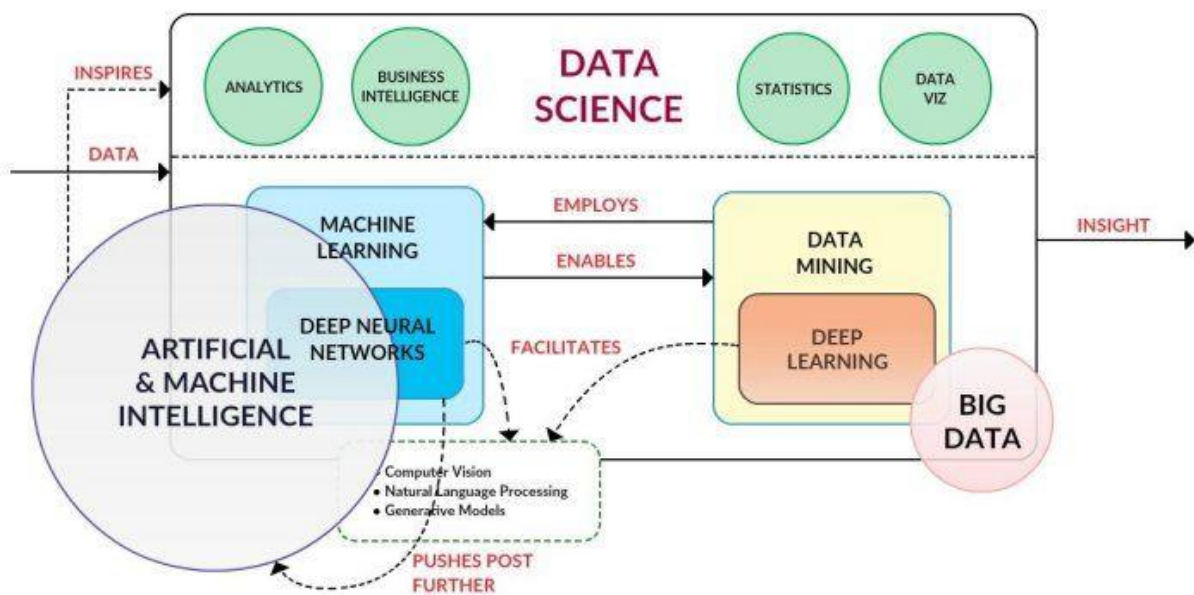 INSPIRES
ANALYTICS
BUSINESS
INTELLIGENCE
DATA
SCIENCE
STATISTICS
DATA
VIZ
DATA
MACHINE
LEARNING
EMPLOYS
ENABLES
DATA
MINING
INSIGHT
DEEP NEURAL
NETWORKS
FACILITATES
DEEP
LEARNING
ARTIFICIAL
& MACHINE
INTELLIGENCE
BIG
DATA
• Computer Vision
• Natural Language Processing
• Generative Models
PUSHES POST
FURTHER